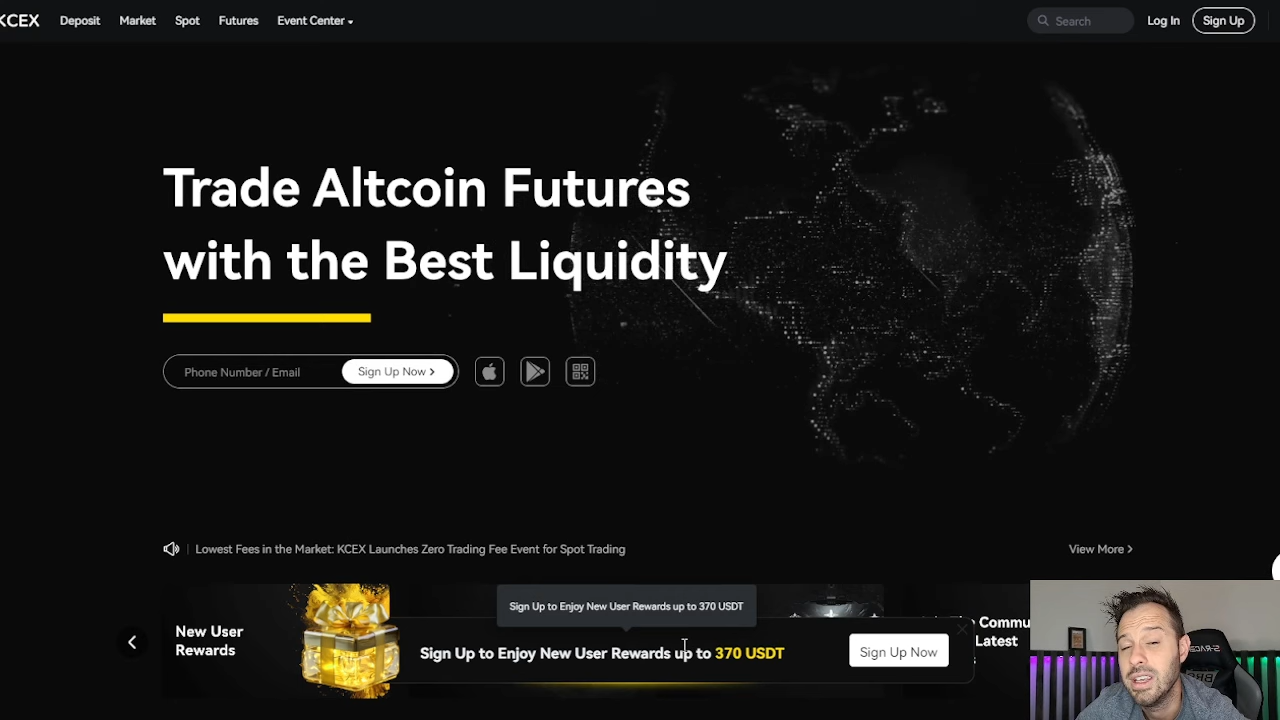 KCEX Deposit Market Spot Futures Event Center Search Log In Sign Up
Trade Altcoin Futures
with the Best Liquidity
Phone Number / Email Sign Up Now
Lowest Fees in the Market: KCEX Launches Zero Trading Fee Event for Spot Trading View More
New User
Rewards
Sign Up to Enjoy New User Rewards up to 370 USDT
Sign Up to Enjoy New User Rewards up to 370 USDT Sign Up Now
Latest